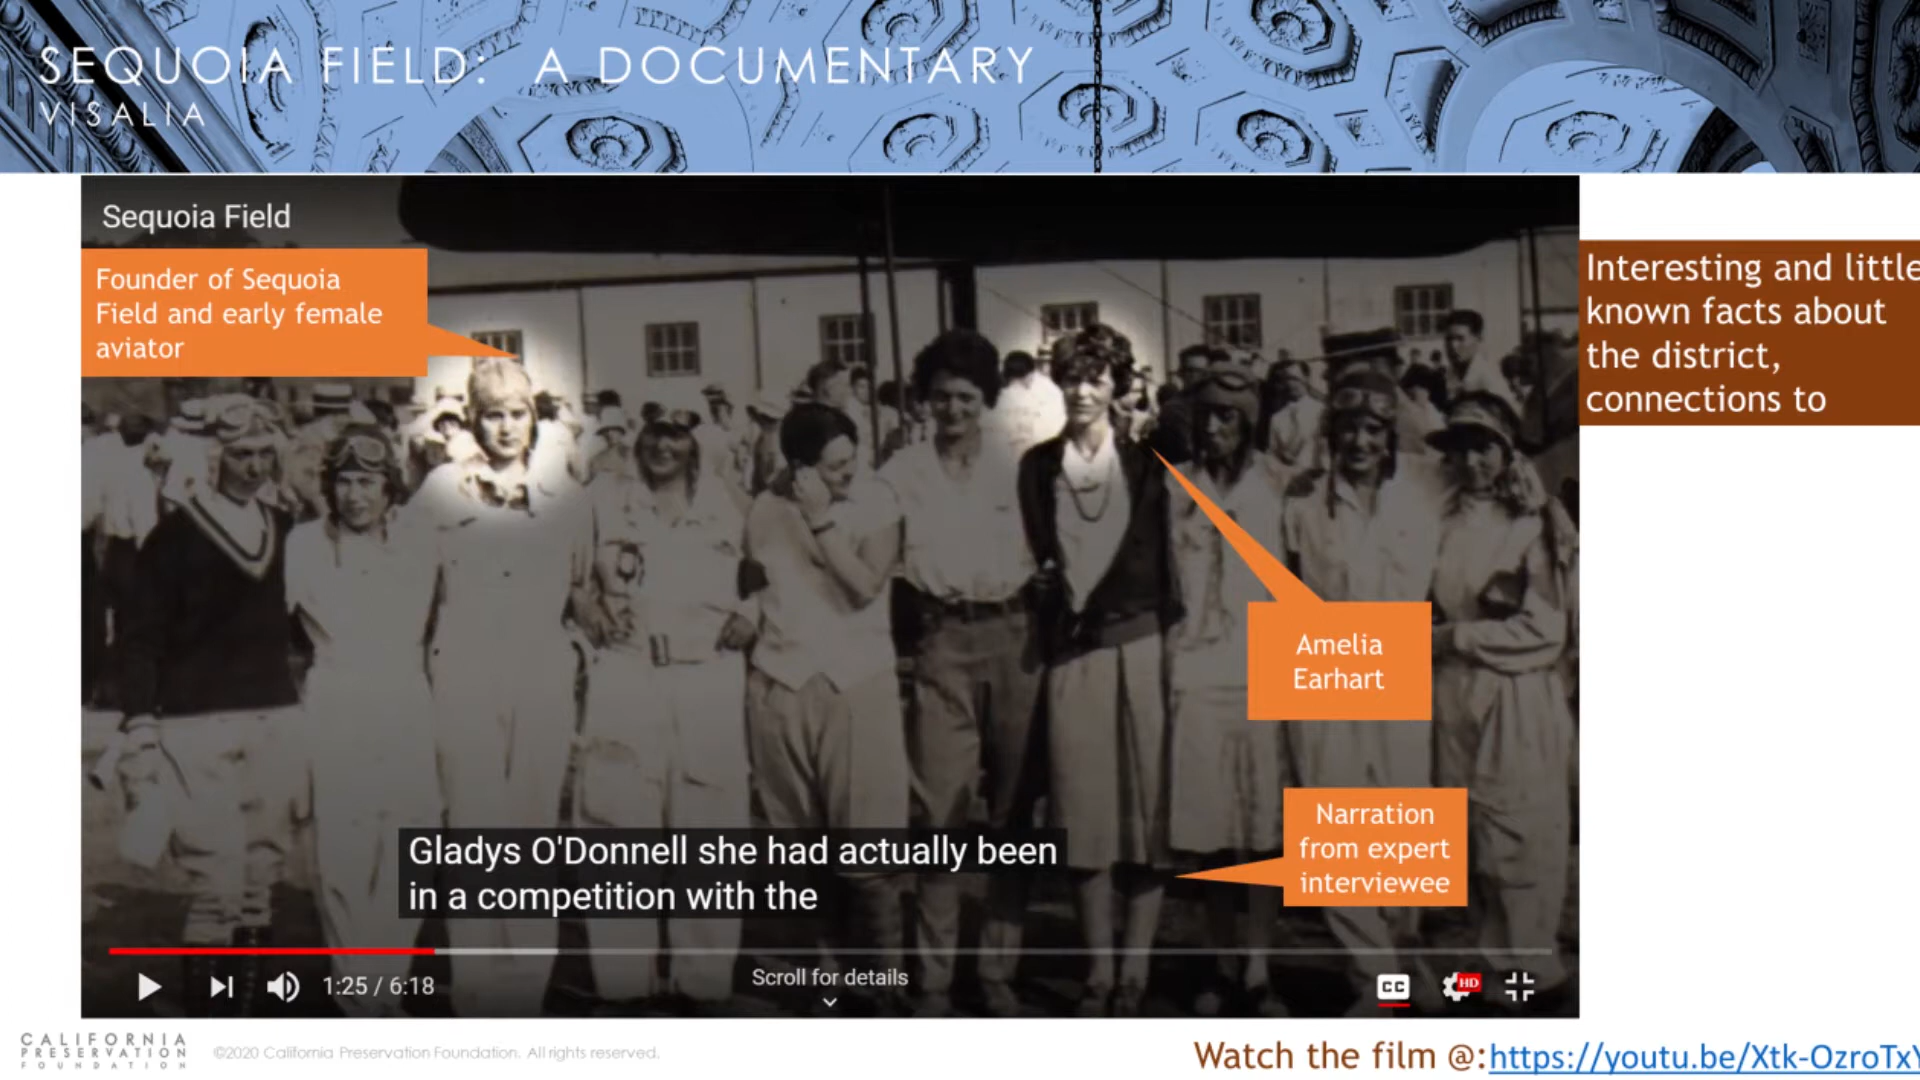 SEQUOIA FIELD: A DOCUMENTARY
VISALIA
Sequoia Field
Founder of Sequoia
Field and early female
aviator
Interesting and little
known facts about
the district,
connections to
Amelia
Earhart
Narration
from expert
interviewee
Gladys O'Donnell she had actually been
in a competition with the
1:25 / 6:18
Scroll for details
CC
HD
CALIFORNIA
PRESERVATION
FOUNDATION
©2020 California Preservation Foundation. All rights reserved.
Watch the film @:https://youtu.be/Xtk-OzroTxY